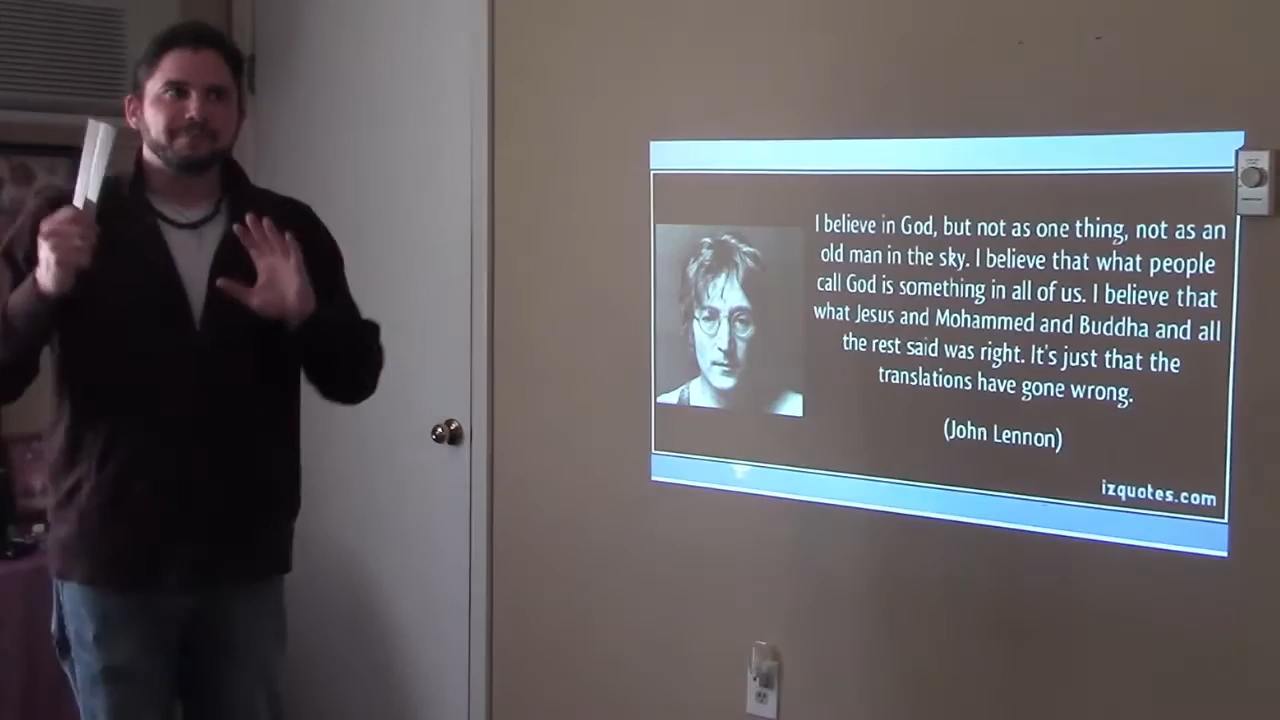 I believe in God, but not as one thing, not as an
old man in the sky. I believe that what people
call God is something in all of us. I believe that
what Jesus and Mohammed and Buddha and all
the rest said was right. It's just that the
translations have gone wrong.
(John Lennon)
izquotes.com